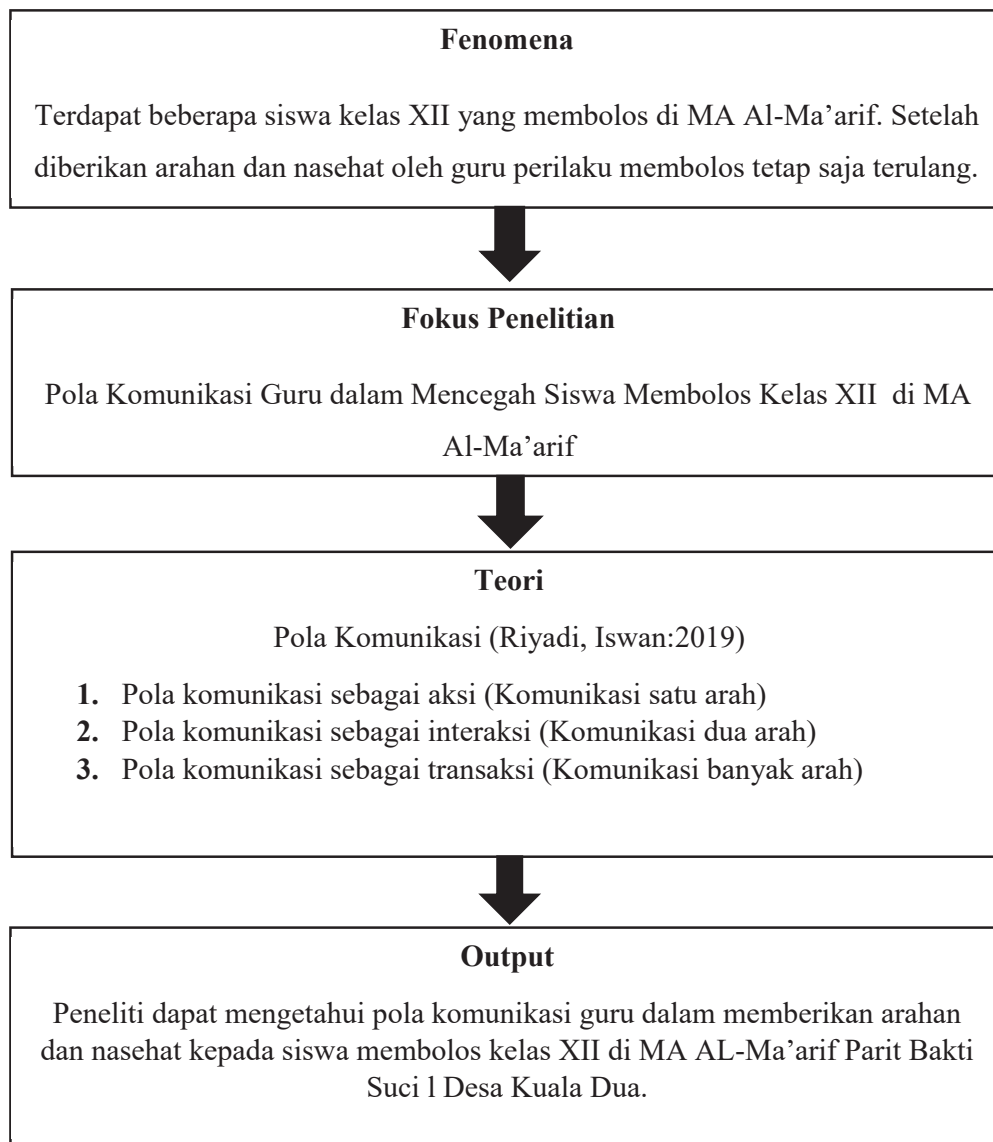 Fenomena
Terdapat beberapa siswa kelas XII yang membolos di MA Al-Ma’arif. Setelah
diberikan arahan dan nasehat oleh guru perilaku membolos tetap saja terulang.
Fokus Penelitian
Pola Komunikasi Guru dalam Mencegah Siswa Membolos Kelas XII di MA
Al-Ma’arif
Teori
Pola Komunikasi (Riyadi, Iswan:2019)
1. Pola komunikasi sebagai aksi (Komunikasi satu arah)
2. Pola komunikasi sebagai interaksi (Komunikasi dua arah)
3. Pola komunikasi sebagai transaksi (Komunikasi banyak arah)
Output
Peneliti dapat mengetahui pola komunikasi guru dalam memberikan arahan
dan nasehat kepada siswa membolos kelas XII di MA AL-Ma’arif Parit Bakti
Suci l Desa Kuala Dua.